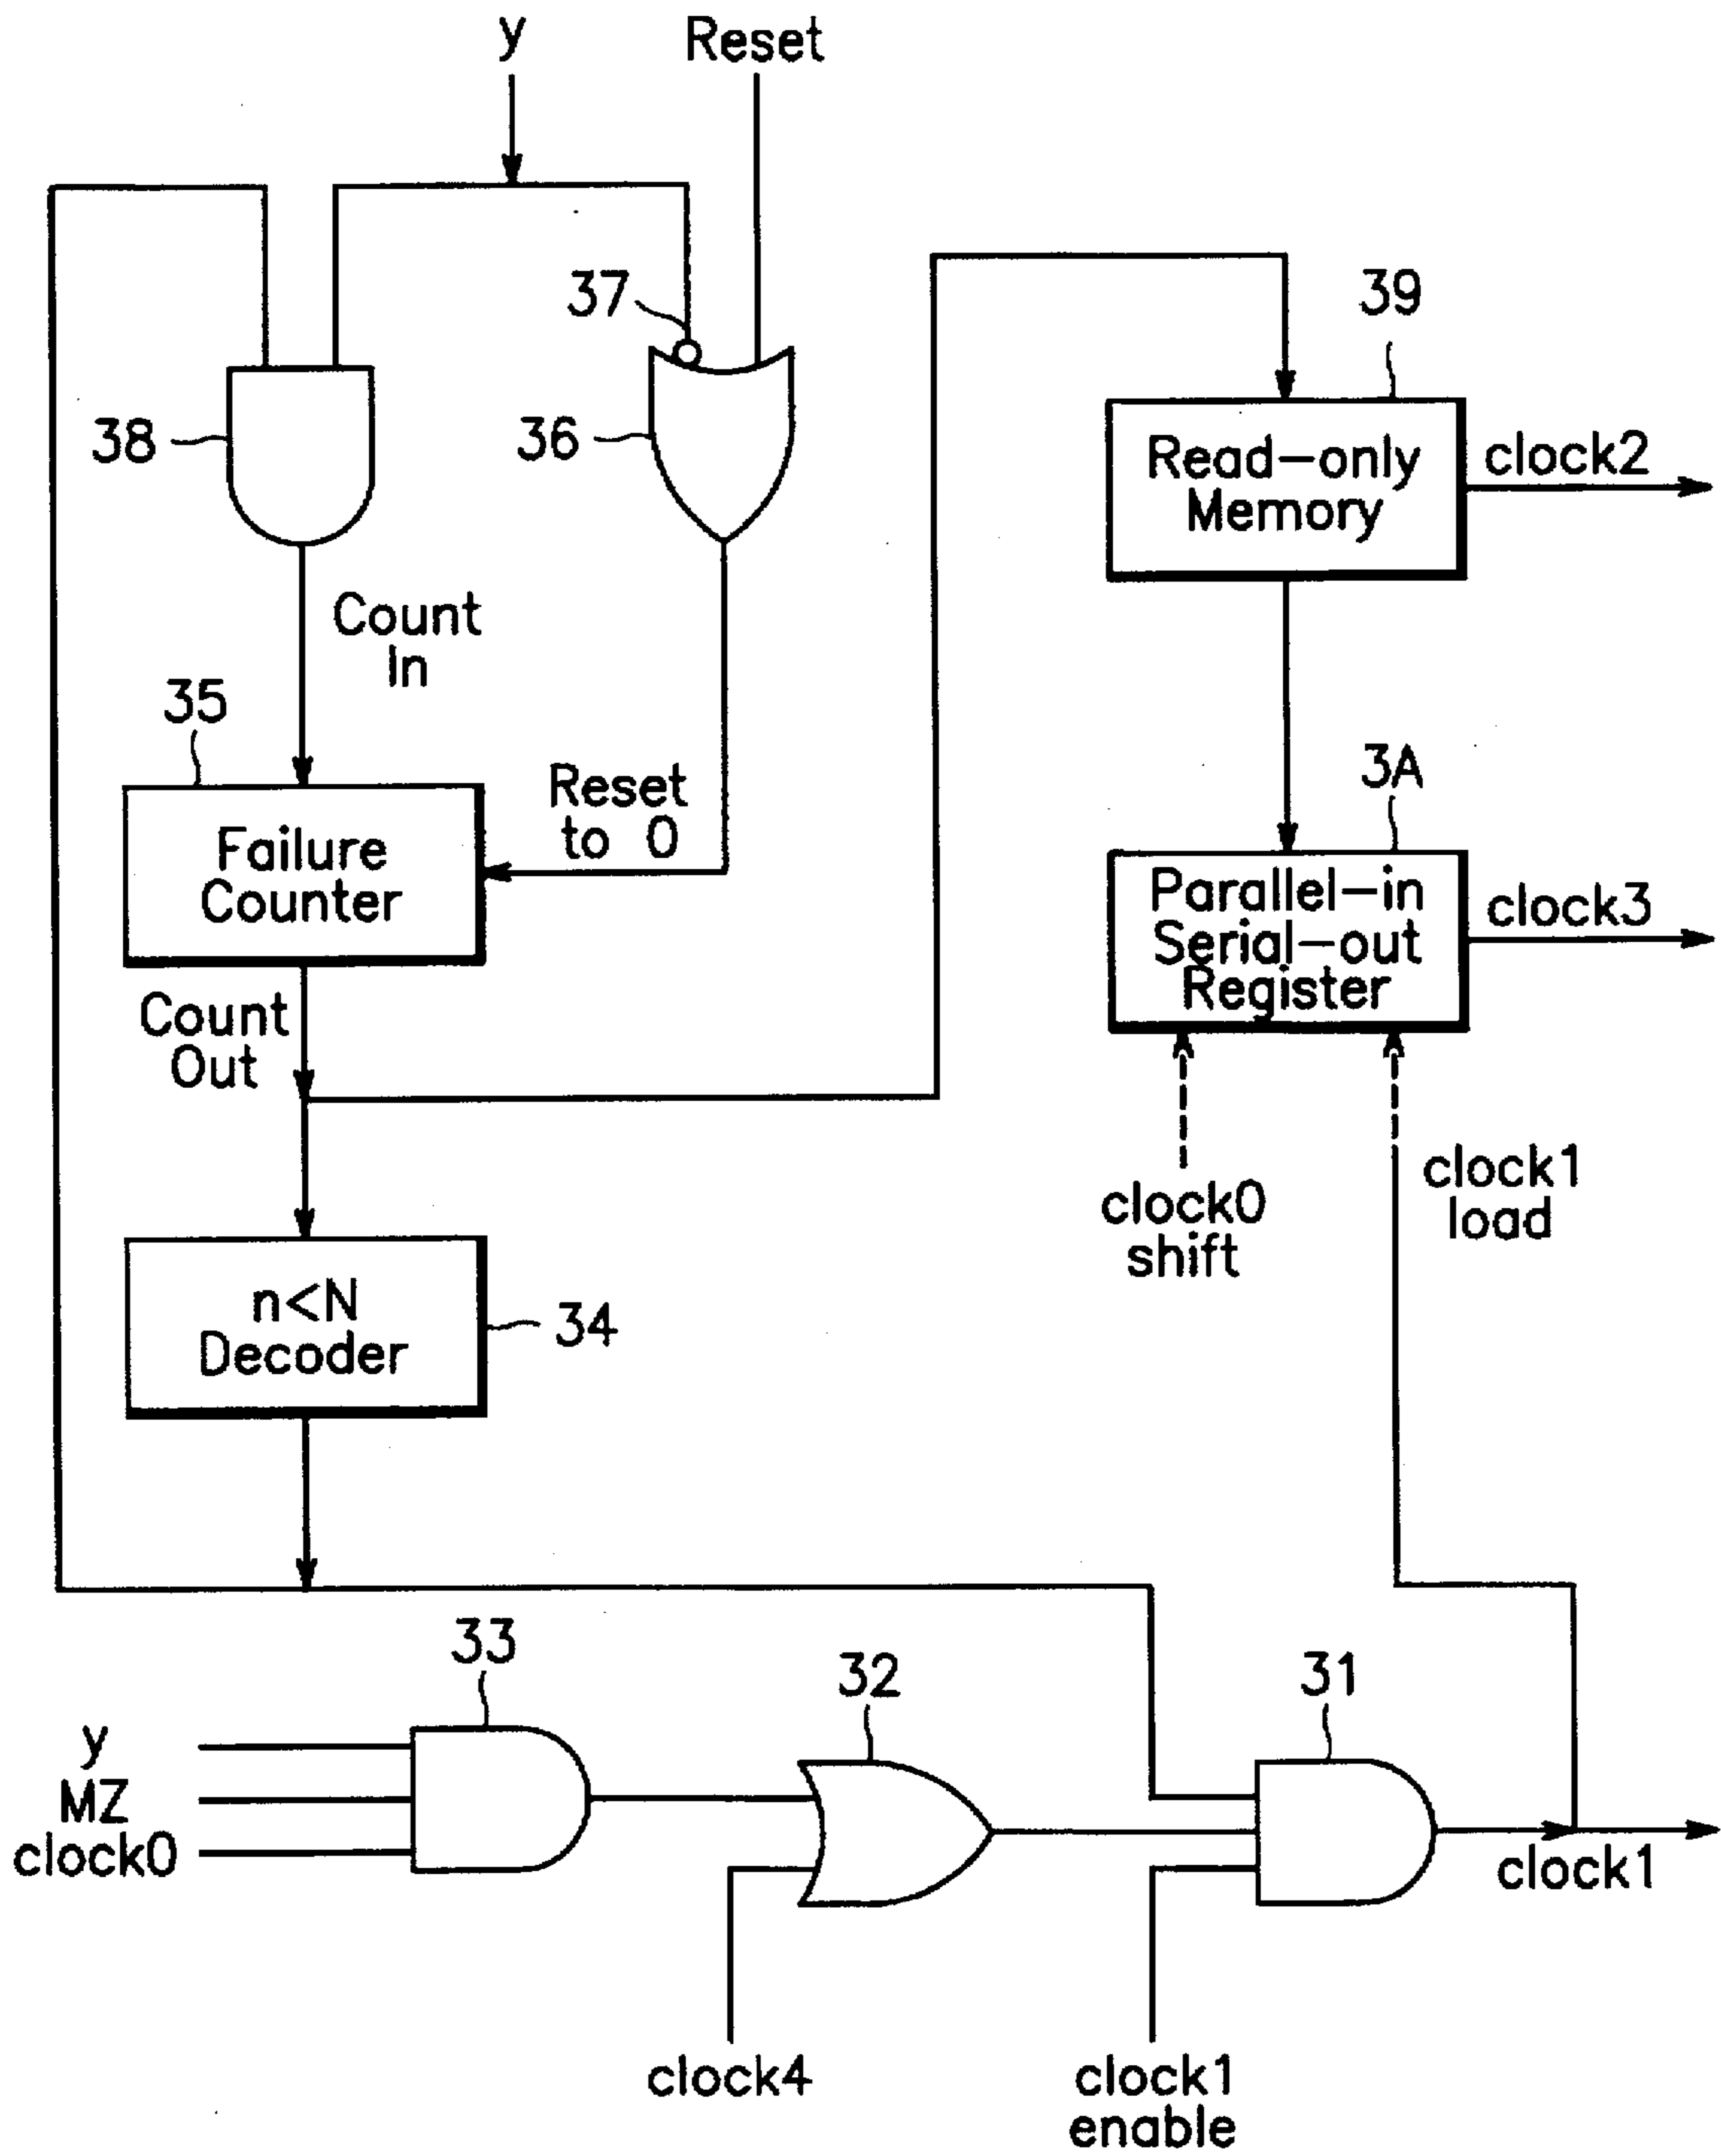 y
Reset
37
39
38
36
Read-only
Memory
clock2
Count
In
35
3A
Reset
to 0
Failure
Counter
Parallel-in
Serial-out
Register
clock3
Count
Out
clock1
load
clock0
shift
n<N
Decoder
34
33
32
31
y
MZ
clock0
clock1
clock4
clock1
enable